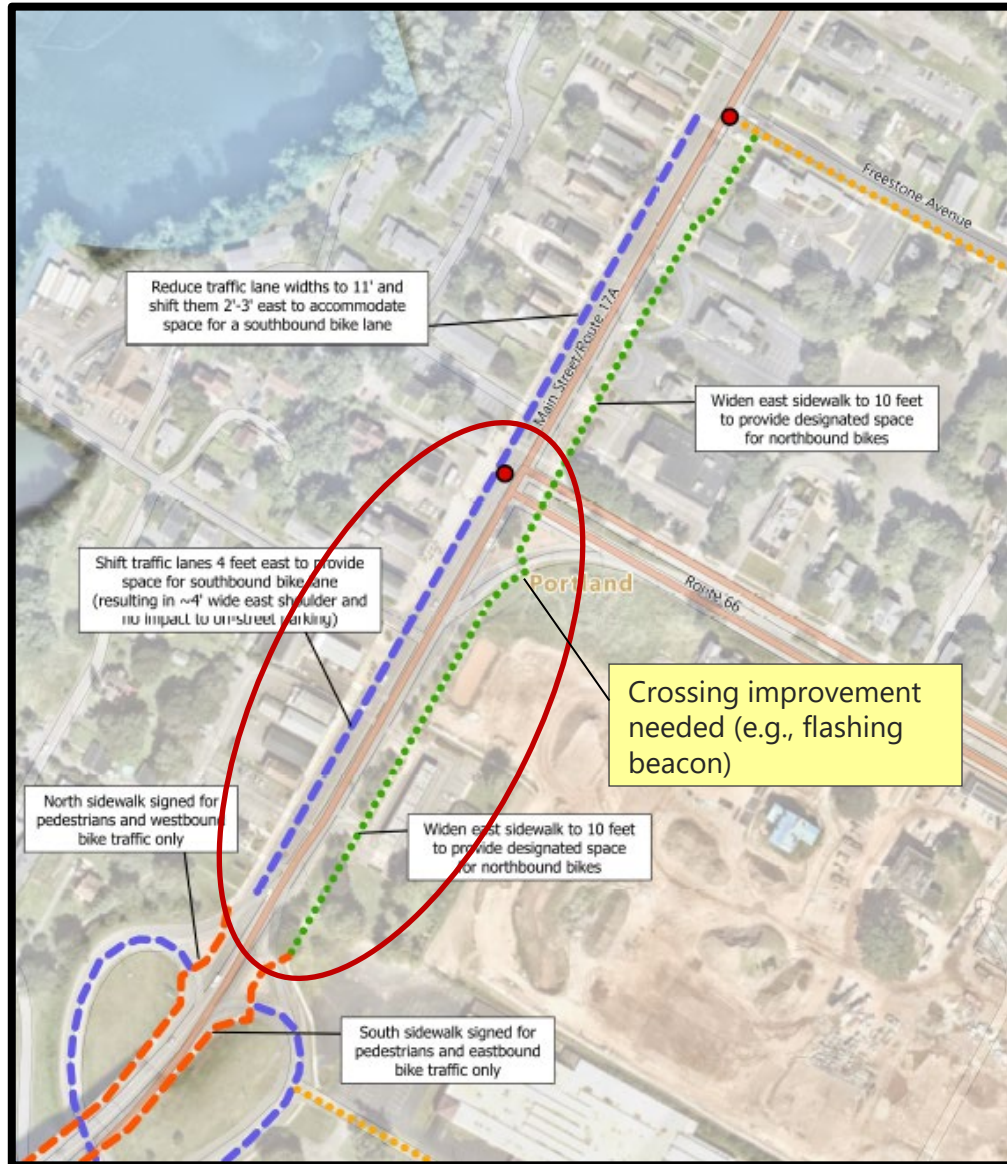 Freestone Avenue
Reduce traffic lane widths to 11' and
shift them 2'-3' east to accommodate
space for a southbound bike lane
Main Street/Route 17A
Widen east sidewalk to 10 feet
to provide designated space
for northbound bikes
Shift traffic lanes 4 feet east to provide
space for southbound bike lane
(resulting in ~4' wide east shoulder and
no impact to on-street parking)
Portland
Route 66
Crossing improvement
needed (e.g., flashing
beacon)
North sidewalk signed for
pedestrians and westbound
bike traffic only
Widen east sidewalk to 10 feet
to provide designated space
for northbound bikes
South sidewalk signed for
pedestrians and eastbound
bike traffic only